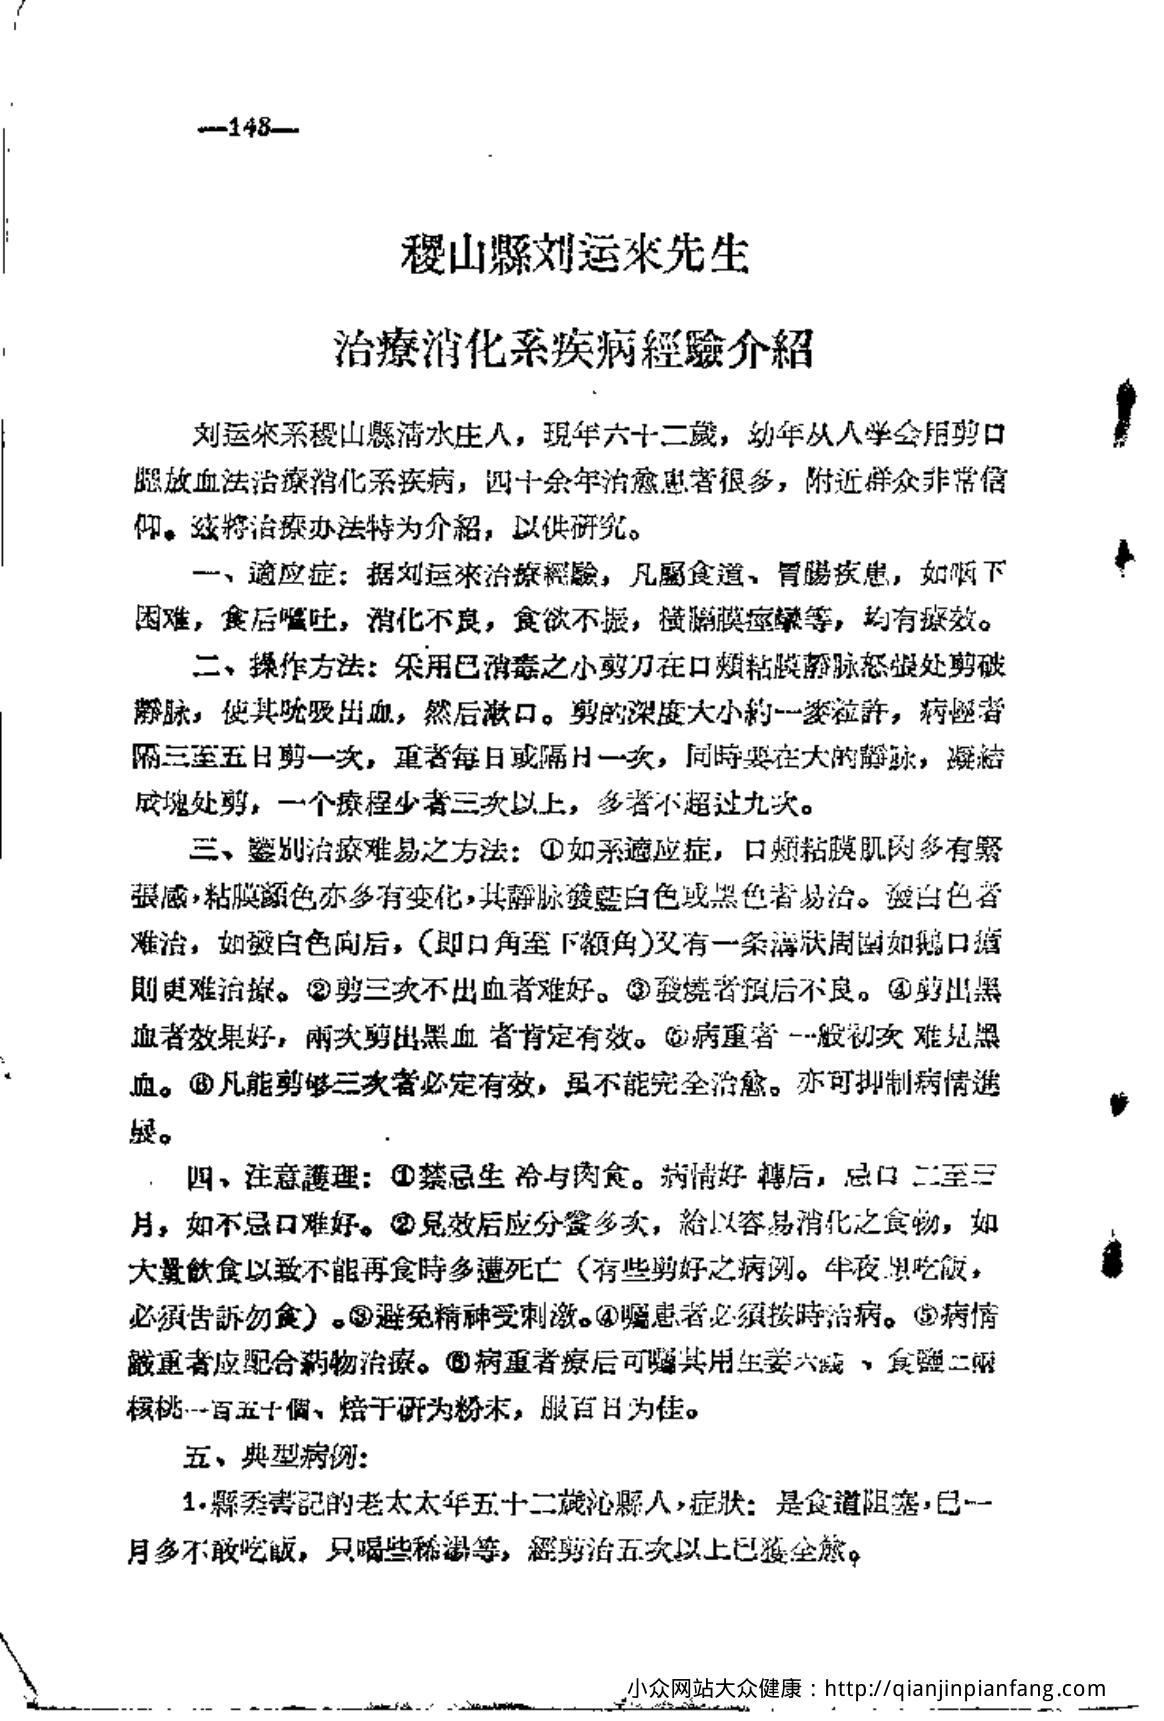 —148—
稷山縣刘运來先生
治療消化系疾病經驗介紹
刘运來系稷山縣清水庄人，現年六十二歲，幼年从人学会用剪口
腮放血法治療消化系疾病，四十余年治愈患者很多，附近群众非常信
仰。茲將治療办法特为介紹，以供研究。
一、適应症：据刘运來治療經驗，凡屬食道、胃腸疾患，如嚥下
困难，食后嘔吐，消化不良，食欲不振，橫膈膜痙攣等，均有療效。
二、操作方法：采用已消毒之小剪刀在口頰粘膜靜脉怒張处剪破
靜脉，使其吮吸出血，然后漱口。剪的深度大小約一麥粒許，病輕者
隔三至五日剪一次，重者每日或隔日一次，同時要在大的靜脉，凝結
成塊处剪，一个療程少者三次以上，多者不超过九次。
三、鑒别治療难易之方法：①如系適应症，口頰粘膜肌肉多有緊
張感，粘膜顏色亦多有变化，其靜脉發藍白色或黑色者易治。發白色者
难治，如發白色向后，(即口角至下額角)又有一条溝狀周圍如鵝口瘡
則更难治療。②剪三次不出血者难好。③發燒者預后不良。④剪出黑
血者效果好，兩次剪出黑血 者肯定有效。⑤病重者 一般初次 难見黑
血。⑥凡能剪够三次者必定有效，虽不能完全治愈。亦可抑制病情進
展。
四、注意護理：①禁忌生 冷与肉食。病情好 轉后，忌口 二至三
月，如不忌口难好。②見效后应分餐多次，給以容易消化之食物，如
大量飲食以致不能再食時多遭死亡（有些剪好之病例。半夜 吃飯，
必須告訴勿食）。③避免精神受刺激。④囑患者必須按時治病。⑤病情
嚴重者应配合葯物治療。⑥病重者療后可囑其用生姜六 、食鹽二兩
核桃一百五十個、焙干研为粉末，服百日为佳。
五、典型病例：
1.縣委書記的老太太年五十二歲沁縣人，症狀：是食道阻塞，已一
月多不敢吃飯，只喝些稀湯等，經剪治五次以上已獲全愈。
小众网站大众健康：http://qianjinpianfang.com